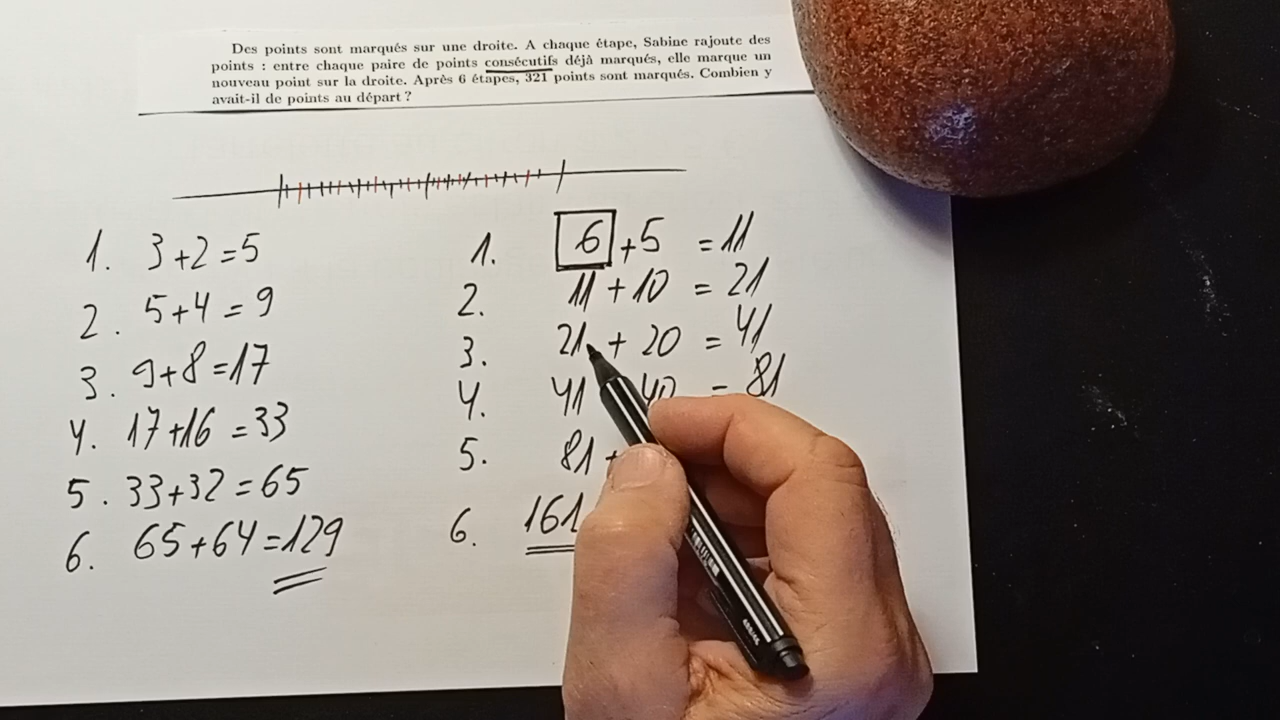 Des points sont marqués sur une droite. A chaque étape, Sabine rajoute des
points : entre chaque paire de points consécutifs déjà marqués, elle marque un
nouveau point sur la droite. Après 6 étapes, 321 points sont marqués. Combien y
avait-il de points au départ ?
1. 3+2=5
2. 5+4=9
3. 9+8=17
4. 17+16=33
5. 33+32=65
6. 65+64=129
1. 6+5=11
2. 11+10=21
3. 21+20=41
4. 41 40 = 81
5. 81+
6. 161